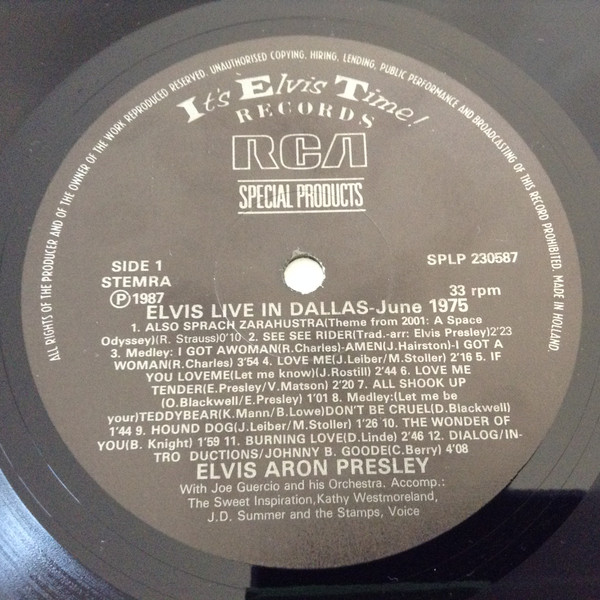 ALL RIGHTS OF THE PRODUCER AND OF THE OWNER OF THE WORK REPRODUCED RESERVED. UNAUTHORISED COPYING, HIRING, LENDING, PUBLIC PERFORMANCE AND BROADCASTING OF THIS RECORD PROHIBITED. MADE IN HOLLAND.
It's Elvis Time!
RECORDS
RCA
SPECIAL PRODUCTS
SIDE 1
STEMRA
Ⓟ1987
SPLP 230587
33 rpm
ELVIS LIVE IN DALLAS-June 1975
1. ALSO SPRACH ZARAHUSTRA(Theme from 2001: A Space
Odyssey)(R. Strauss)0'10 2. SEE SEE RIDER(Trad.-arr: Elvis Presley)2'23
3. Medley: I GOT AWOMAN(R.Charles)-AMEN(J.Hairston)-I GOT A
WOMAN(R.Charles) 3'54 4. LOVE ME(J.Leiber/M.Stoller) 2'16 5. IF
YOU LOVEME(Let me know)(J.Rostill) 2'44 6. LOVE ME
TENDER(E.Presley/V.Matson) 2'20 7. ALL SHOOK UP
(O.Blackwell/E.Presley) 1'01 8. Medley:(Let me be
your)TEDDYBEAR(K.Mann/B.Lowe)DON'T BE CRUEL(D.Blackwell)
1'44 9. HOUND DOG(J.Leiber/M.Stoller) 1'26 10. THE WONDER OF
YOU(B. Knight) 1'59 11. BURNING LOVE(D.Linde) 2'46 12. DIALOG/IN-
TRO DUCTIONS/JOHNNY B. GOODE(C.Berry) 4'08
ELVIS ARON PRESLEY
With Joe Guercio and his Orchestra. Accomp.:
The Sweet Inspiration,Kathy Westmoreland,
J.D. Summer and the Stamps, Voice